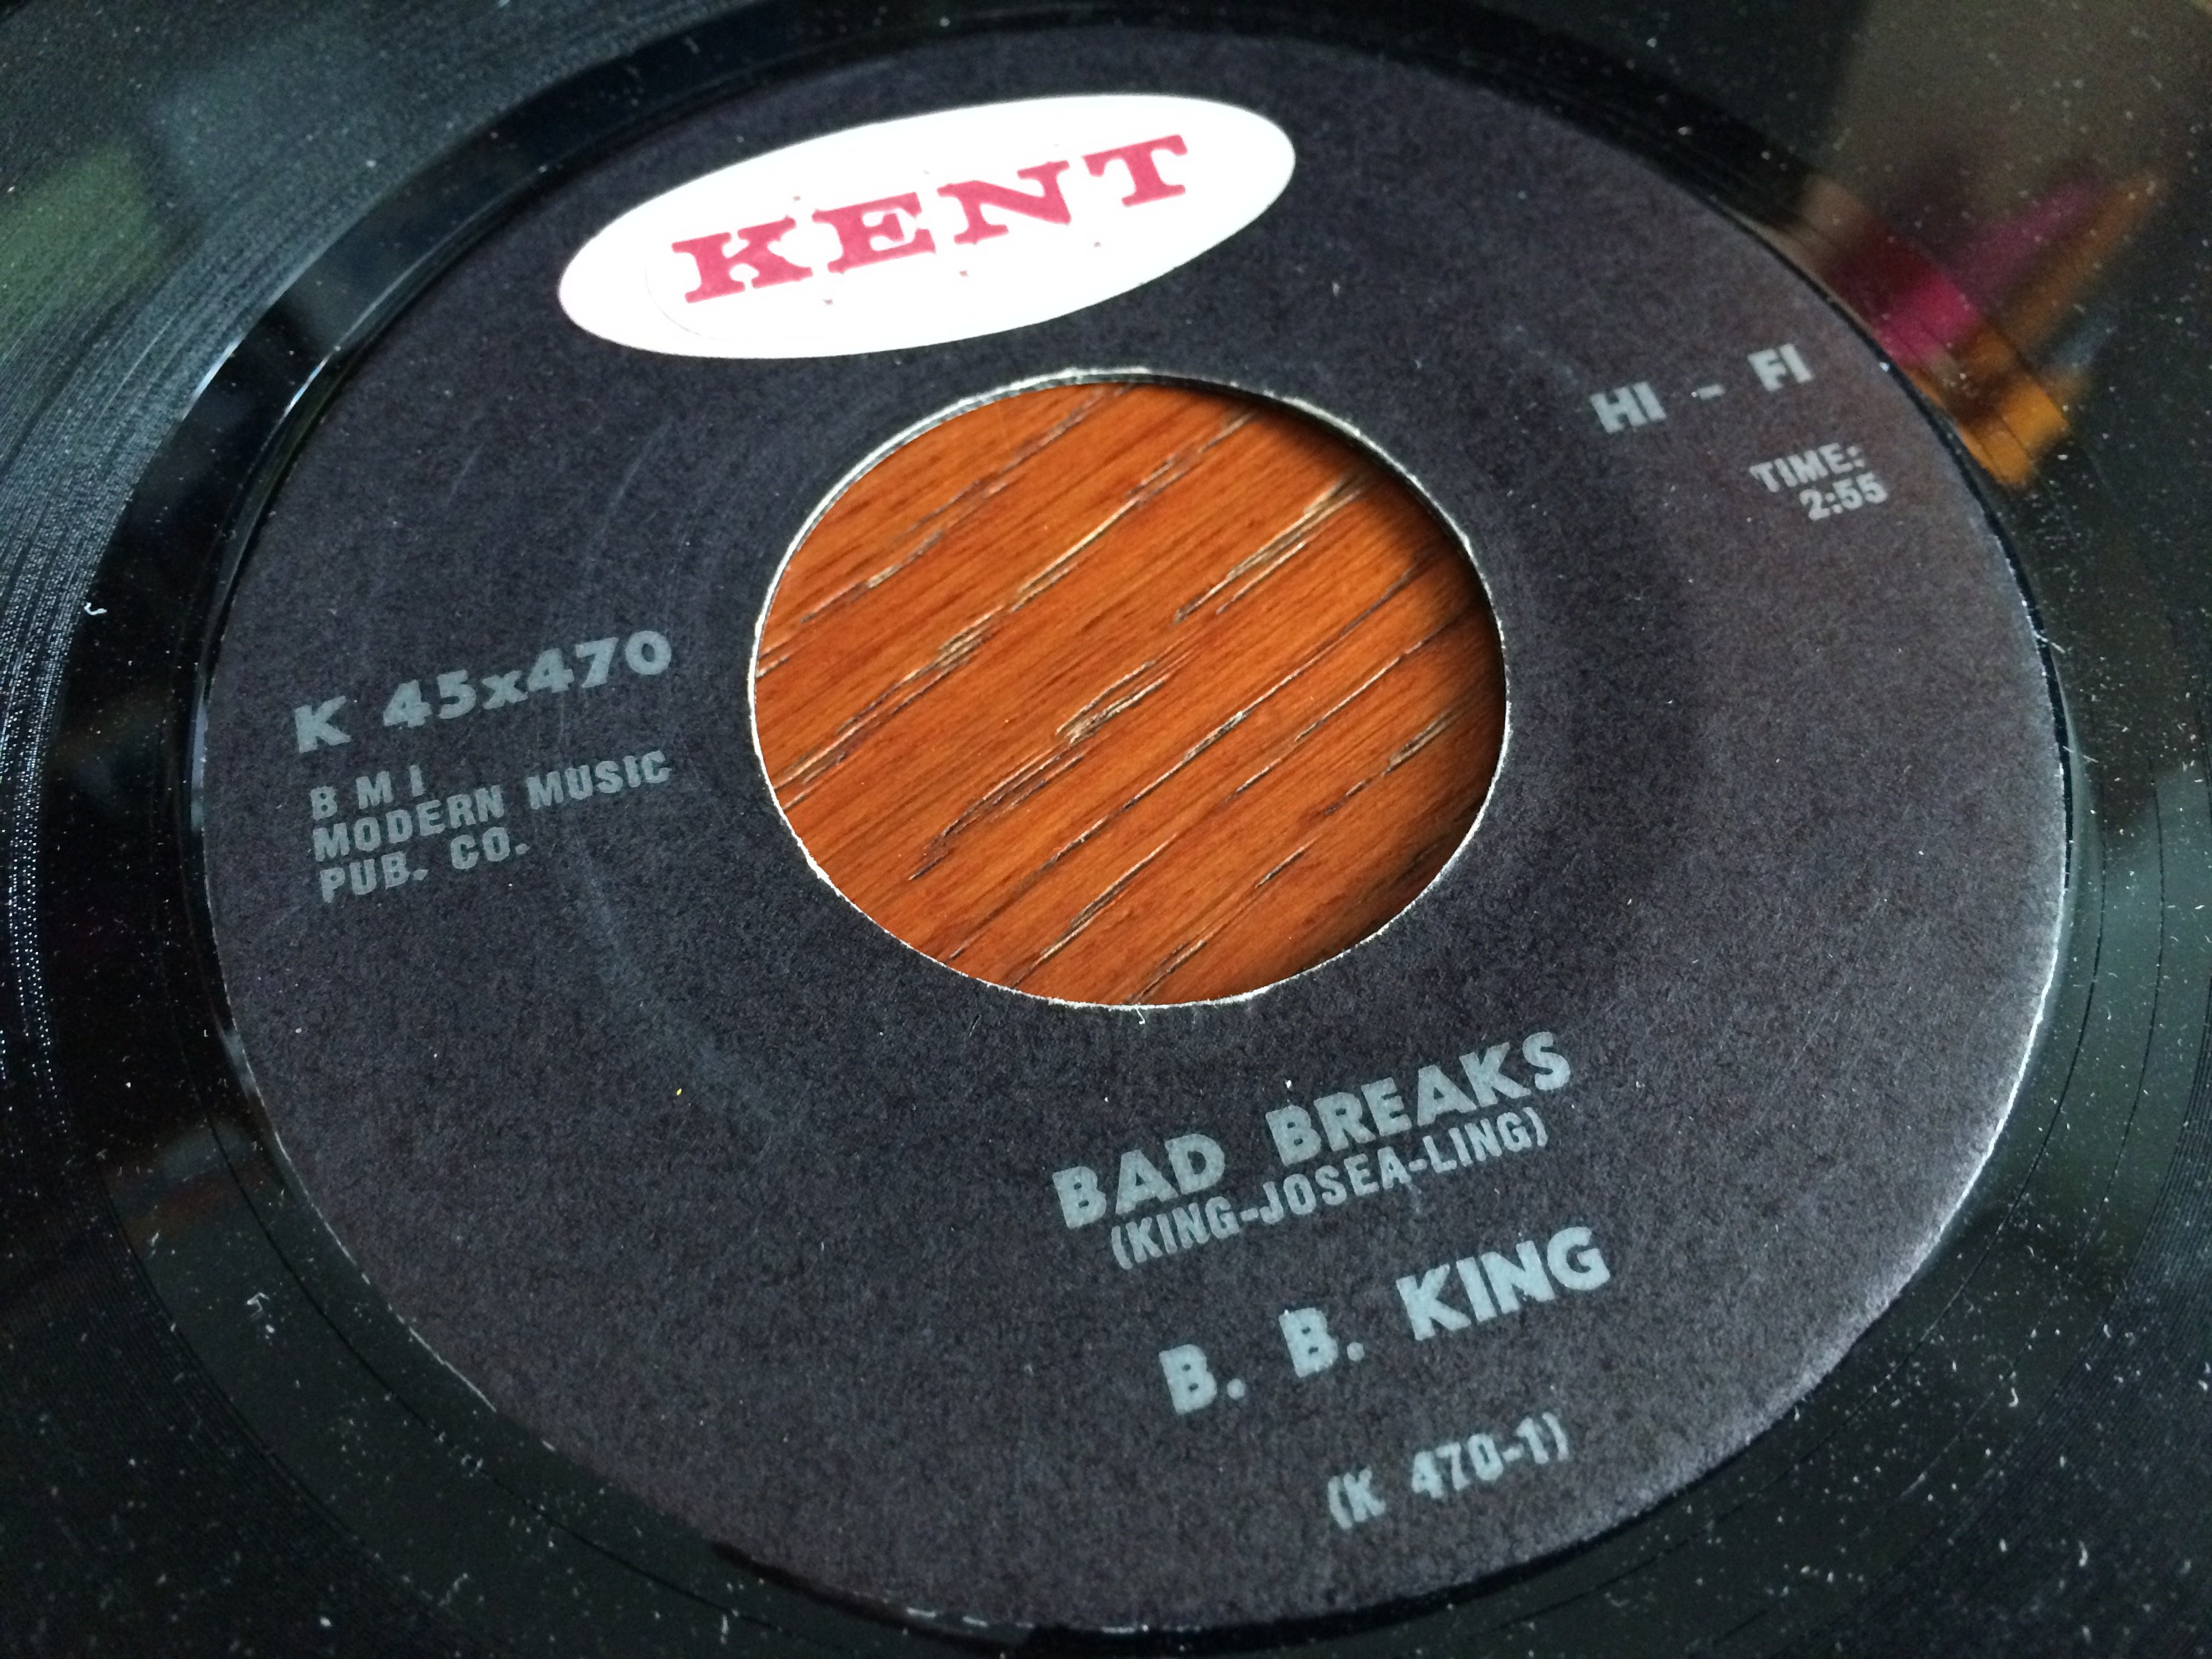 KENT
HI - FI
TIME:
2:55
K 45x470
B M I
MODERN MUSIC
PUB. CO.
BAD BREAKS
(KING-JOSEA-LING)
B. B. KING
(K 470-1)